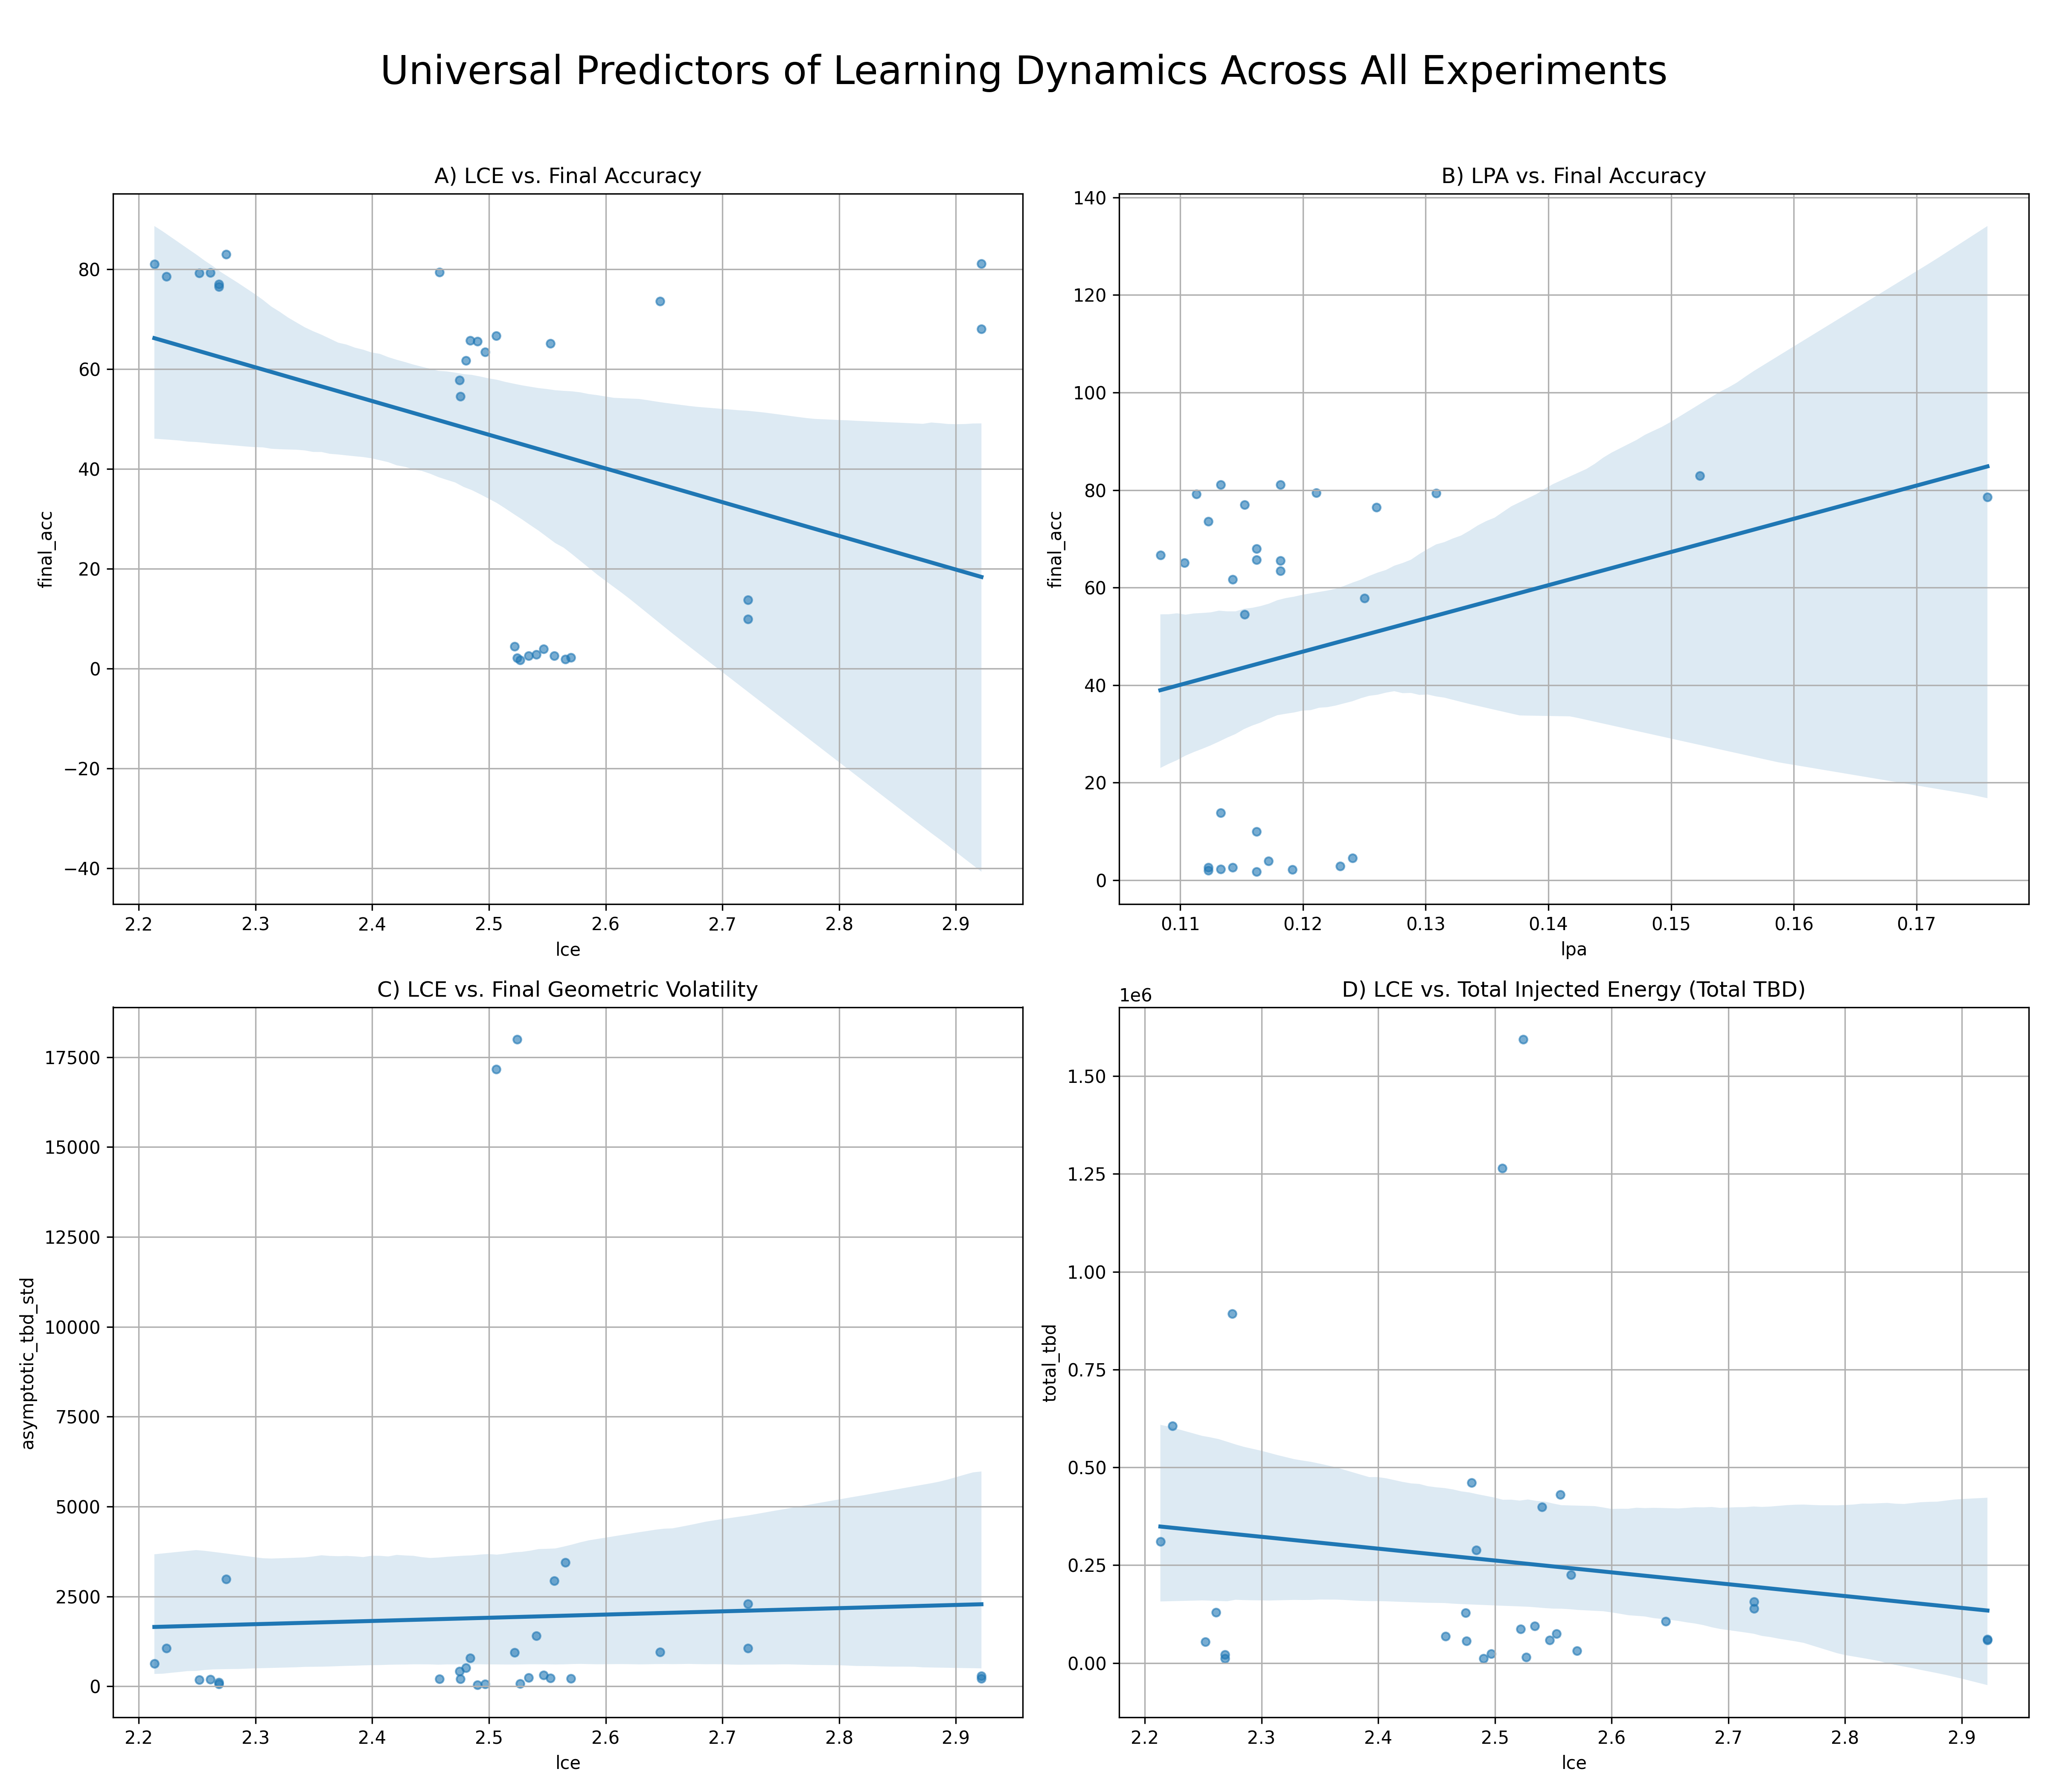 Universal Predictors of Learning Dynamics Across All Experiments
A) LCE vs. Final Accuracy
80
60
40
20
0
−20
−40
final_acc
2.2 2.3 2.4 2.5 2.6 2.7 2.8 2.9
lce
B) LPA vs. Final Accuracy
140
120
100
80
60
40
20
0
final_acc
0.11 0.12 0.13 0.14 0.15 0.16 0.17
lpa
C) LCE vs. Final Geometric Volatility
17500
15000
12500
10000
7500
5000
2500
0
asymptotic_tbd_std
2.2 2.3 2.4 2.5 2.6 2.7 2.8 2.9
lce
D) LCE vs. Total Injected Energy (Total TBD)
1e6
1.50
1.25
1.00
0.75
0.50
0.25
0.00
total_tbd
2.2 2.3 2.4 2.5 2.6 2.7 2.8 2.9
lce